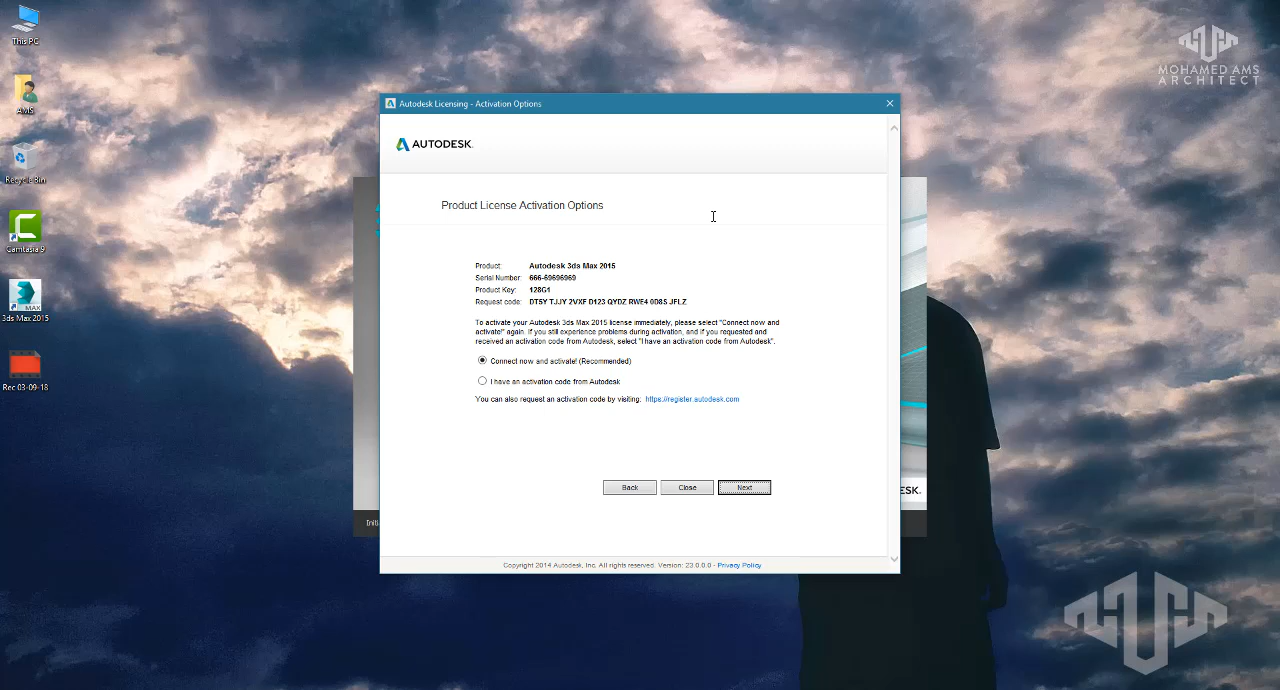 This PC
AMS
Recycle Bin
Camtasia 9
3ds Max 2015
Rec 03-09-18
MOHAMED AMS
ARCHITECT
Autodesk Licensing - Activation Options
AUTODESK.
Product License Activation Options
Product: Autodesk 3ds Max 2015
Serial Number: 666-69696969
Product Key: 128G1
Request code: DT5Y TJJY 2VXF D123 QYDZ RWE4 0D8S JFLZ
To activate your Autodesk 3ds Max 2015 license immediately, please select "Connect now and
activate" again. If you still experience problems during activation, and if you requested and
received an activation code from Autodesk, select "I have an activation code from Autodesk".
Connect now and activate! (Recommended)
I have an activation code from Autodesk
You can also request an activation code by visiting: https://register.autodesk.com
Back
Close
Next
Copyright 2014 Autodesk, Inc. All rights reserved. Version: 23.0.0.0 - Privacy Policy
Initi
ESK.
MAX